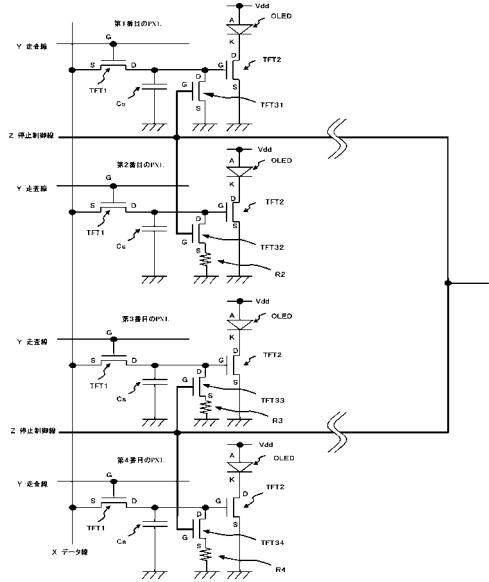 Vdd
A
OLED
第1番目のPXL
Y 走査線
G
K
D
S
D
G
TFT2
S
TFT1
D
G
Cs
S
TFT31
Z 停止制御線
Vdd
第2番目のPXL
A
OLED
Y 走査線
K
G
D
S
D
G
TFT2
TFT1
D
S
Cs
G
S
TFT32
R2
Vdd
第3番目のPXL
A
OLED
Y 走査線
G
K
D
S
D
G
TFT2
TFT1
D
S
Cs
G
S
TFT33
R3
Z 停止制御線
Vdd
第4番目のPXL
A
OLED
Y 走査線
G
K
D
S
D
G
TFT2
TFT1
D
S
Cs
G
S
TFT34
R4
X データ線